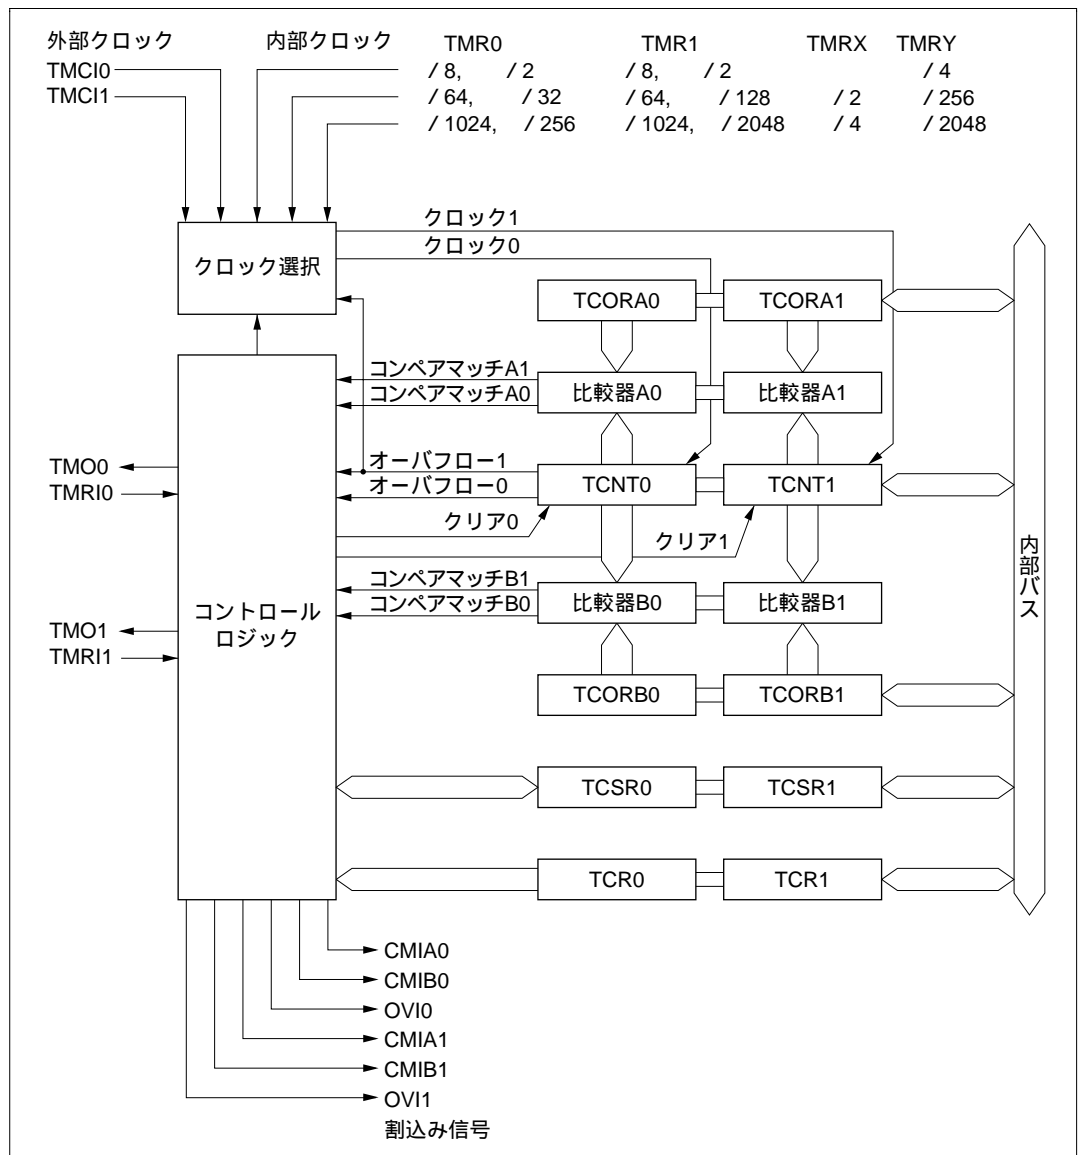 外部クロック 内部クロック TMR0 TMR1 TMRX TMRY
TMCI0 / 8, / 2 / 8, / 2 / 4
TMCI1 / 64, / 32 / 64, / 128 / 2 / 256
/ 1024, / 256 / 1024, / 2048 / 4 / 2048
クロック1
クロック0
クロック選択
TCORA0 TCORA1
コンペアマッチA1
コンペアマッチA0
比較器A0 比較器A1
オーバフロー1
オーバフロー0
TCNT0 TCNT1
TMO0
TMRI0
クリア0
クリア1
内部バス
コンペアマッチB1
コンペアマッチB0
比較器B0 比較器B1
コントロール
ロジック
TMO1
TMRI1
TCORB0 TCORB1
TCSR0 TCSR1
TCR0 TCR1
CMIA0
CMIB0
OVI0
CMIA1
CMIB1
OVI1
割込み信号